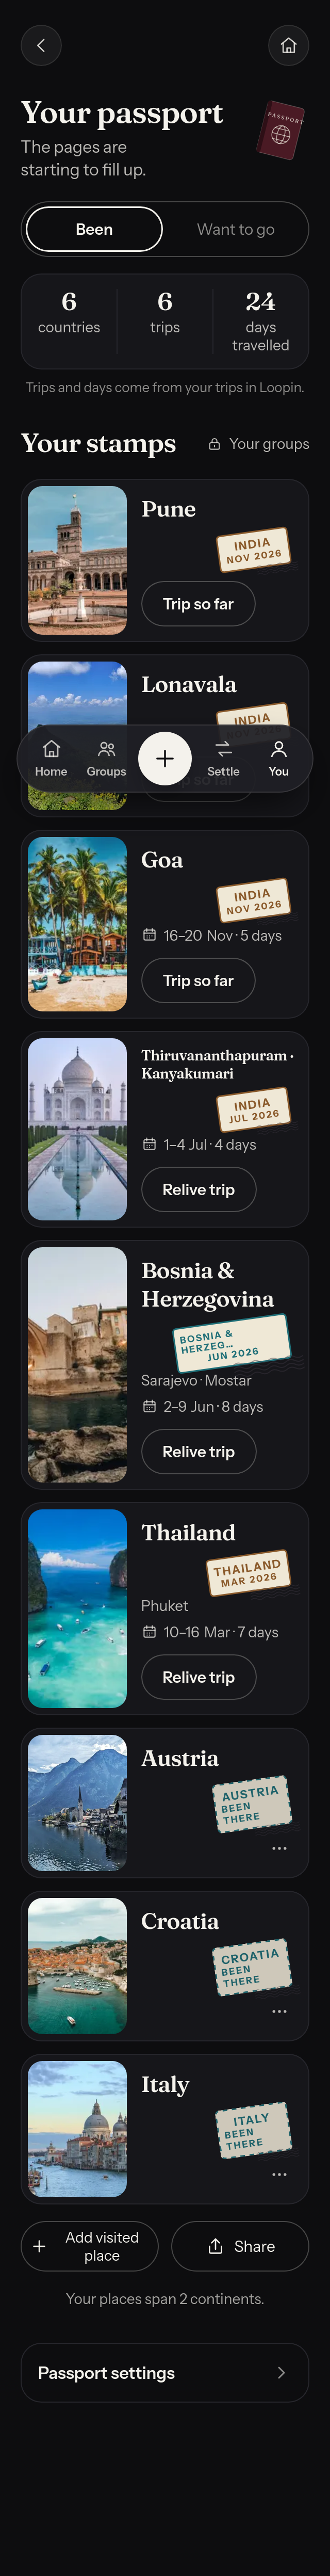 Your passport
The pages are
starting to fill up.
PASSPORT
Been
Want to go
6
countries
6
trips
24
days
travelled
Trips and days come from your trips in Loopin.
Your stamps
Your groups
Pune
INDIA
NOV 2026
Trip so far
Lonavala
INDIA
NOV 2026
Trip so far
Home
Groups
Settle
You
Goa
INDIA
NOV 2026
16–20 Nov · 5 days
Trip so far
Thiruvananthapuram ·
Kanyakumari
INDIA
JUL 2026
1–4 Jul · 4 days
Relive trip
Bosnia &
Herzegovina
BOSNIA &
HERZEG…
JUN 2026
Sarajevo · Mostar
2–9 Jun · 8 days
Relive trip
Thailand
THAILAND
MAR 2026
Phuket
10–16 Mar · 7 days
Relive trip
Austria
AUSTRIA
BEEN
THERE
Croatia
CROATIA
BEEN
THERE
Italy
ITALY
BEEN
THERE
Add visited
place
Share
Your places span 2 continents.
Passport settings